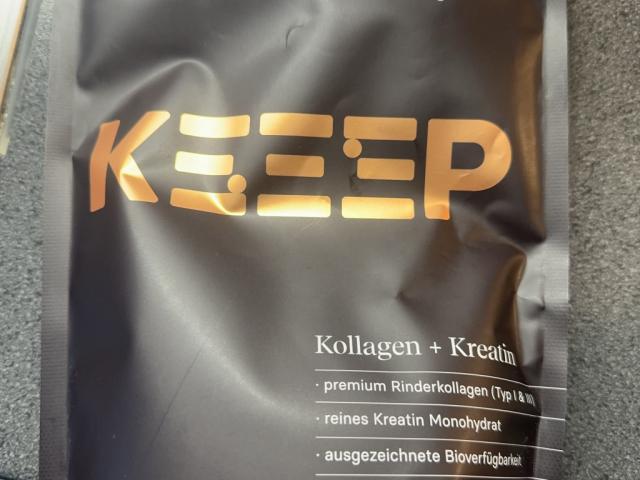 KEEEP
Kollagen + Kreatin
· premium Rinderkollagen (Typ I & III)
· reines Kreatin Monohydrat
· ausgezeichnete Bioverfügbarkeit